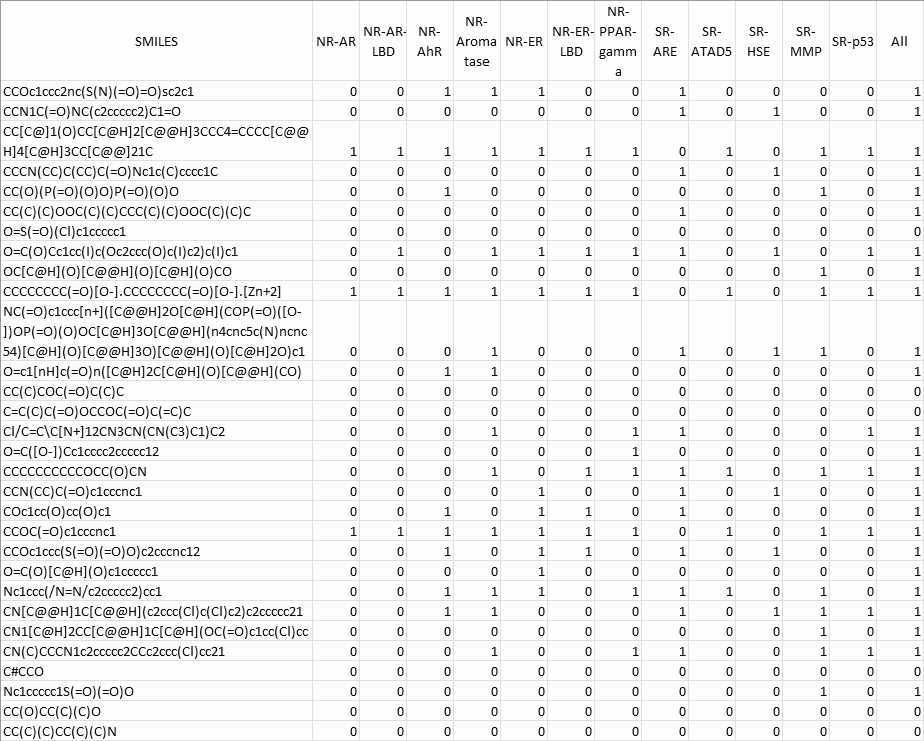 SMILES
NR-AR
NR-AR-
LBD
NR-
AhR
NR-
Aroma
tase
NR-ER
NR-ER-
LBD
NR-
PPAR-
gamm
a
SR-
ARE
SR-
ATAD5
SR-
HSE
SR-
MMP
SR-p53
All
CCOc1ccc2nc(S(N)(=O)=O)sc2c1 0 0 1 1 1 0 0 1 0 0 0 0 1
CCN1C(=O)NC(c2ccccc2)C1=O 0 0 0 0 0 0 0 1 0 1 0 0 1
CC[C@]1(O)CC[C@H]2[C@@H]3CCC4=CCCC[C@@
H]4[C@H]3CC[C@@]21C 1 1 1 1 1 1 1 0 1 0 1 1 1
CCCN(CC)C(CC)C(=O)Nc1c(C)cccc1C 0 0 0 0 0 0 0 1 0 1 0 0 1
CC(O)(P(=O)(O)O)P(=O)(O)O 0 0 1 0 0 0 0 0 0 0 1 0 1
CC(C)(C)OOC(C)(C)CCC(C)(C)OOC(C)(C)C 0 0 0 0 0 0 0 1 0 0 0 0 1
O=S(=O)(Cl)c1ccccc1 0 0 0 0 0 0 0 0 0 0 0 0 0
O=C(O)Cc1cc(I)c(Oc2ccc(O)c(I)c2)c(I)c1 0 1 0 1 1 1 1 1 0 1 0 1 1
OC[C@H](O)[C@@H](O)[C@H](O)CO 0 0 0 0 0 0 0 0 0 0 1 0 1
CCCCCCCC(=O)[O-].CCCCCCCC(=O)[O-].[Zn+2] 1 1 1 1 1 1 1 0 1 0 1 1 1
NC(=O)c1ccc[n+]([C@@H]2O[C@H](COP(=O)([O-
])OP(=O)(O)OC[C@H]3O[C@@H](n4cnc5c(N)ncnc
54)[C@H](O)[C@@H]3O)[C@@H](O)[C@H]2O)c1 0 0 0 1 0 0 0 1 0 1 1 0 1
O=c1[nH]c(=O)n([C@H]2C[C@H](O)[C@@H](CO) 0 0 1 1 0 0 0 0 0 0 0 0 1
CC(C)COC(=O)C(C)C 0 0 0 0 0 0 0 0 0 0 0 0 0
C=C(C)C(=O)OCCOC(=O)C(=C)C 0 0 0 0 0 0 0 0 0 0 0 0 0
Cl/C=C\C[N+]12CN3CN(CN(C3)C1)C2 0 0 0 1 0 0 1 1 0 0 0 1 1
O=C([O-])Cc1cccc2ccccc12 0 0 0 0 0 0 1 0 0 0 0 0 1
CCCCCCCCCCOCC(O)CN 0 0 0 1 0 1 1 1 1 0 1 1 1
CCN(CC)C(=O)c1cccnc1 0 0 0 0 1 0 0 1 0 1 0 0 1
COc1cc(O)cc(O)c1 0 0 1 0 1 1 0 1 0 0 0 0 1
CCOC(=O)c1cccnc1 1 1 1 1 1 1 1 0 1 0 1 1 1
CCOc1ccc(S(=O)(=O)O)c2cccnc12 0 0 1 0 1 1 0 1 0 1 0 0 1
O=C(O)[C@H](O)c1ccccc1 0 0 0 0 1 0 0 0 0 0 0 0 1
Nc1ccc(/N=N/c2ccccc2)cc1 0 0 1 1 1 0 1 1 1 0 1 0 1
CN[C@@H]1C[C@@H](c2ccc(Cl)c(Cl)c2)c2ccccc21 0 0 1 1 0 0 0 1 0 1 1 1 1
CN1[C@H]2CC[C@@H]1C[C@H](OC(=O)c1cc(Cl)cc 0 0 0 0 0 0 0 0 0 0 1 0 1
CN(C)CCCN1c2ccccc2CCc2ccc(Cl)cc21 0 0 0 1 0 0 1 1 0 0 1 1 1
C#CCO 0 0 0 0 0 0 0 0 0 0 0 0 0
Nc1ccccc1S(=O)(=O)O 0 0 0 0 0 0 0 0 0 0 1 0 1
CC(O)CC(C)(C)O 0 0 0 0 0 0 0 0 0 0 0 0 0
CC(C)(C)CC(C)(C)N 0 0 0 0 0 0 0 0 0 0 0 0 0